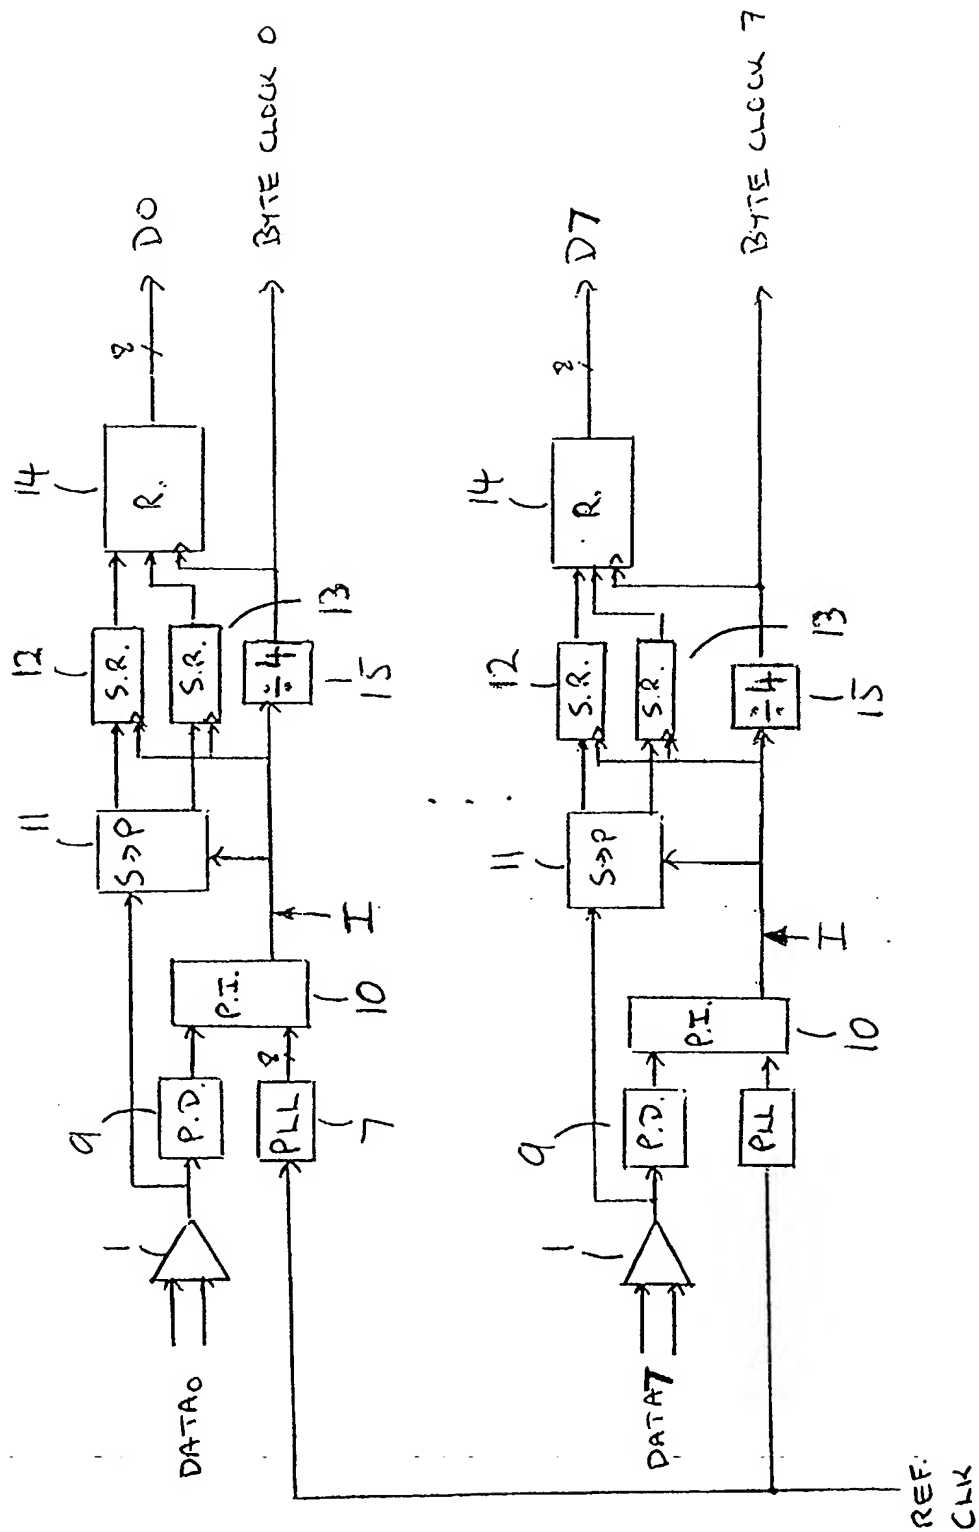 DATA0
1
9
P.D.
PLL
7
8
P.I.
10
I
11
S>>P
12
S.R.
S.R.
13
÷4
15
14
R.
8
D0
BYTE CLOCK 0
DATA7
1
9
P.D.
PLL
P.I.
10
I
11
S>>P
12
S.R.
S.R.
13
÷4
15
14
R.
8
D7
BYTE CLOCK 7
REF.
CLK